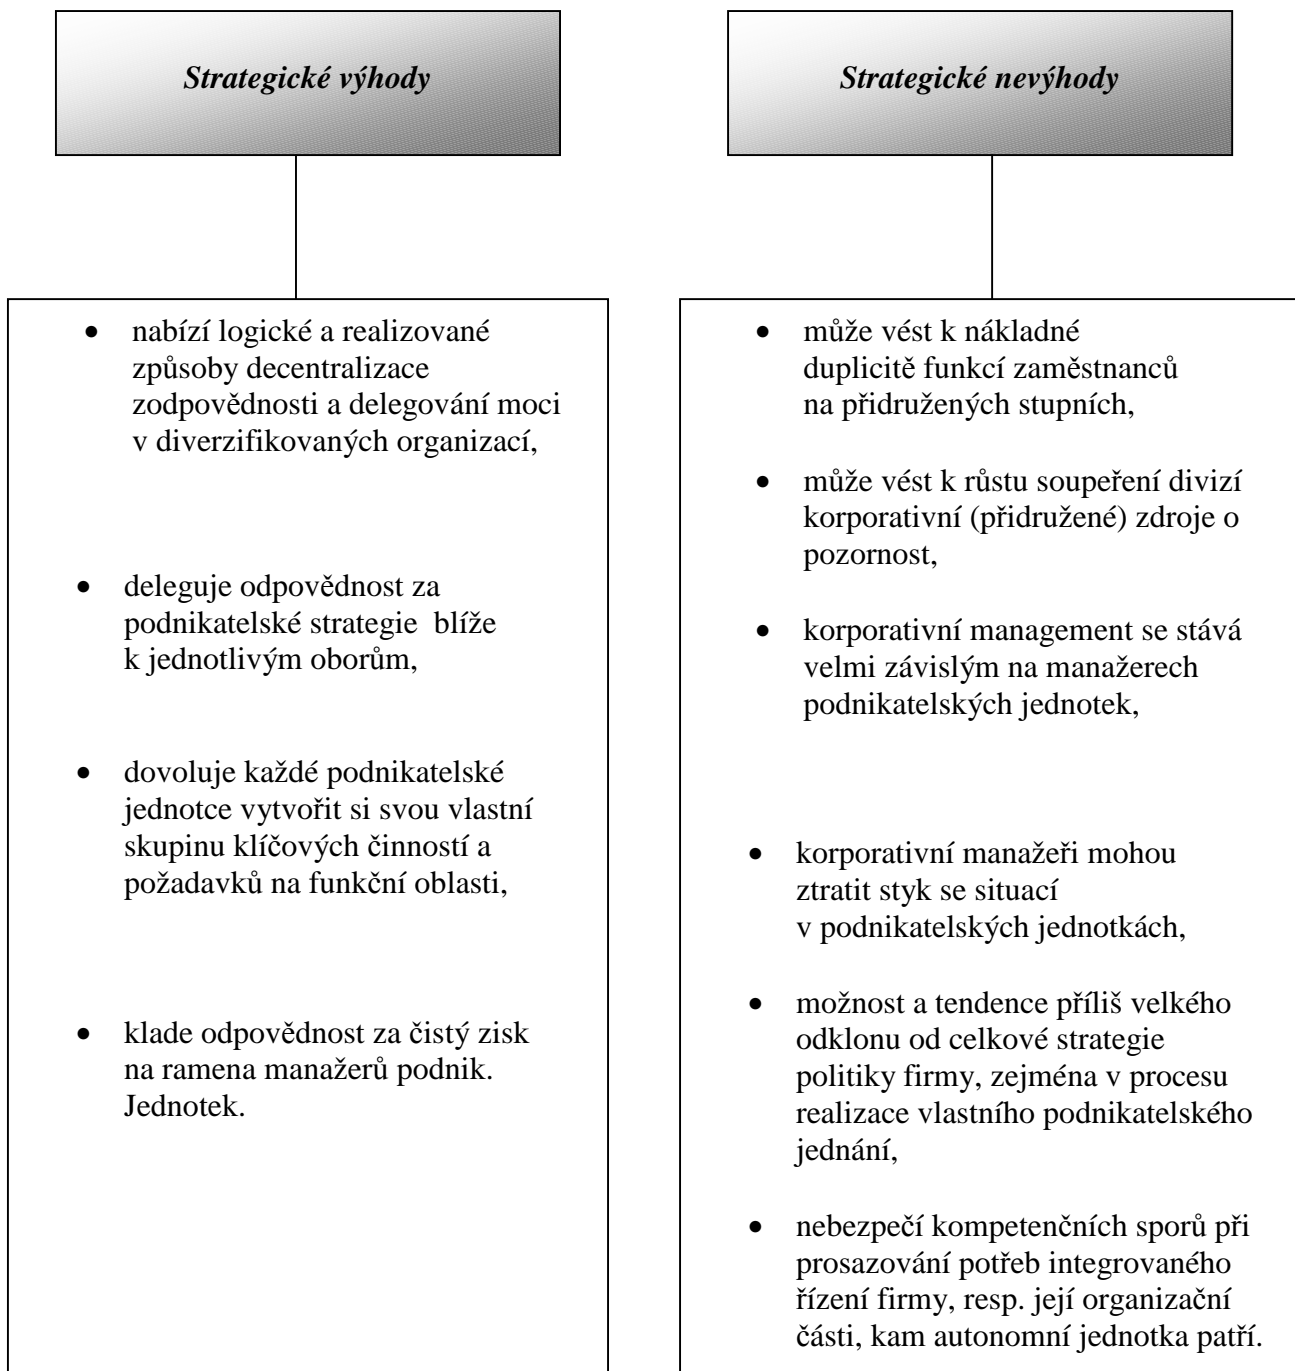 Strategické výhody
nabízí logické a realizované
způsoby decentralizace
zodpovědnosti a delegování moci
v diverzifikovaných organizací,
deleguje odpovědnost za
podnikatelské strategie blíže
k jednotlivým oborům,
dovoluje každé podnikatelské
jednotce vytvořit si svou vlastní
skupinu klíčových činností a
požadavků na funkční oblasti,
klade odpovědnost za čistý zisk
na ramena manažerů podnik.
Jednotek.
Strategické nevýhody
může vést k nákladné
duplicitě funkcí zaměstnanců
na přidružených stupních,
může vést k růstu soupeření divizí
korporativní (přidružené) zdroje o
pozornost,
korporativní management se stává
velmi závislým na manažerech
podnikatelských jednotek,
korporativní manažeři mohou
ztratit styk se situací
v podnikatelských jednotkách,
možnost a tendence příliš velkého
odklonu od celkové strategie
politiky firmy, zejména v procesu
realizace vlastního podnikatelského
jednání,
nebezpečí kompetenčních sporů při
prosazování potřeb integrovaného
řízení firmy, resp. její organizační
části, kam autonomní jednotka patří.